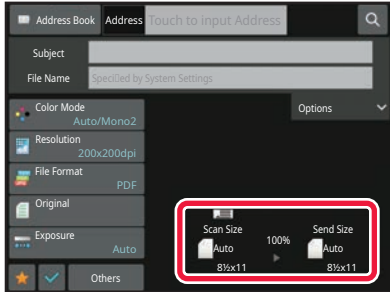 Address Book Address Touch to input Address
Subject
File Name Specified by System Settings
Color Mode
Auto/Mono2
Options
Resolution
200x200dpi
File Format
PDF
Original
Scan Size 100% Send Size
Auto Auto
8½x11 8½x11
Exposure
Auto
Others